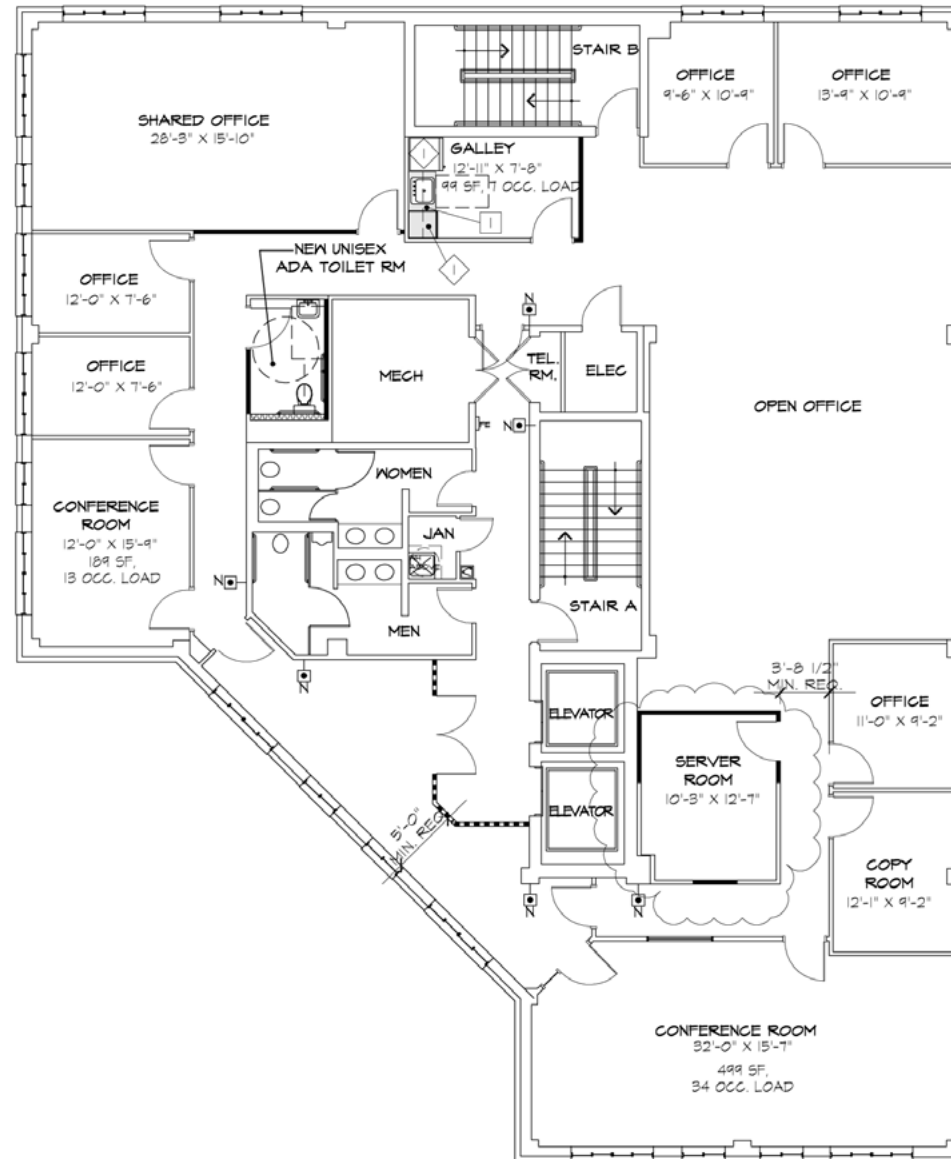 STAIR B
OFFICE
9'-6" X 10'-9"
OFFICE
13'-9" X 10'-9"
SHARED OFFICE
28'-3" X 15'-10"
GALLEY
12'-11" X 7'-8"
99 SF, 7 OCC. LOAD
1
1
1
NEW UNISEX
ADA TOILET RM
OFFICE
12'-0" X 7'-6"
N
MECH
TEL.
RM.
ELEC
OFFICE
12'-0" X 7'-6"
OPEN OFFICE
FE
N
WOMEN
CONFERENCE
ROOM
12'-0" X 15'-9"
189 SF,
13 OCC. LOAD
JAN
N
STAIR A
MEN
N
3'-8 1/2"
MIN. REQ.
OFFICE
11'-0" X 9'-2"
ELEVATOR
SERVER
ROOM
10'-3" X 12'-7"
ELEVATOR
5'-0"
MIN. REQ.
COPY
ROOM
12'-1" X 9'-2"
N
N
CONFERENCE ROOM
32'-0" X 15'-7"
499 SF,
34 OCC. LOAD